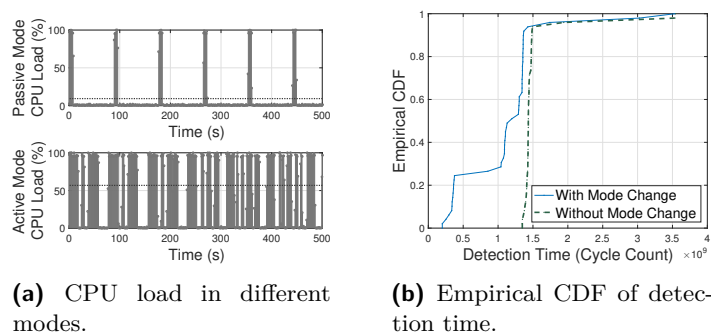 Passive Mode
CPU Load (%)
100
50
0
0 100 200 300 400 500
Time (s)
Active Mode
CPU Load (%)
100
50
0
0 100 200 300 400 500
Time (s)
(a) CPU load in different
modes.
Empirical CDF
1
0.8
0.6
0.4
0.2
0
With Mode Change
Without Mode Change
0 0.5 1 1.5 2 2.5 3 3.5 4
Detection Time (Cycle Count) ×10⁹
(b) Empirical CDF of detec-
tion time.